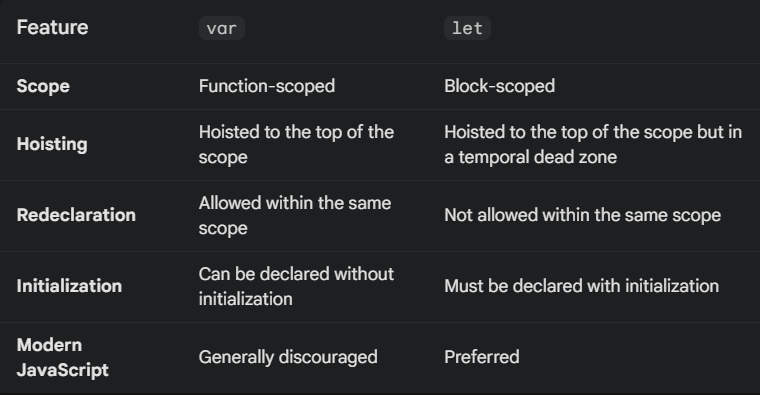 Feature var let
Scope Function-scoped Block-scoped
Hoisting Hoisted to the top of the scope Hoisted to the top of the scope but in a temporal dead zone
Redeclaration Allowed within the same scope Not allowed within the same scope
Initialization Can be declared without initialization Must be declared with initialization
Modern JavaScript Generally discouraged Preferred